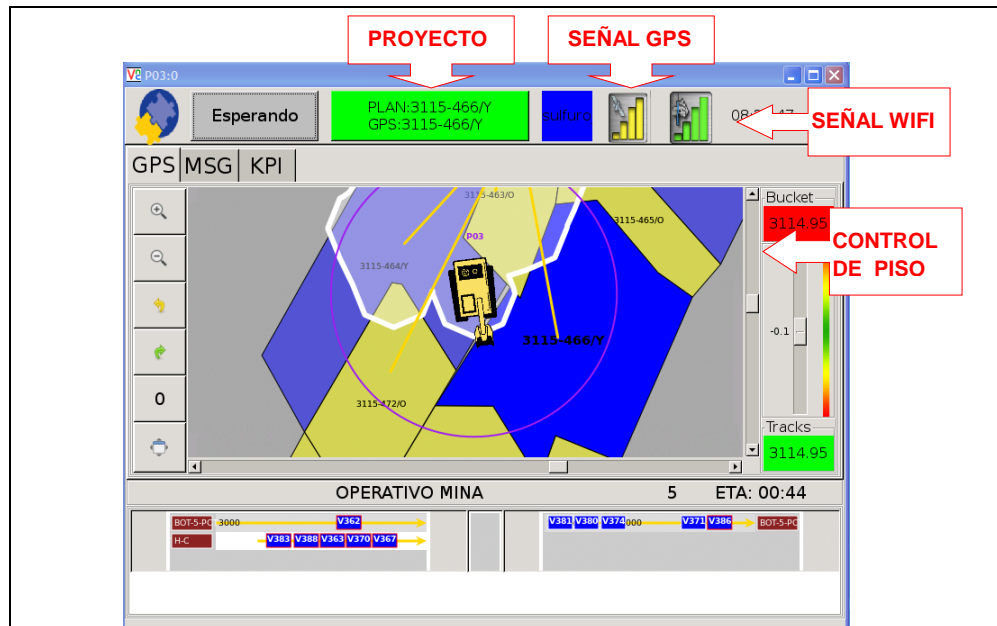 PROYECTO
SEÑAL GPS
P03:0
Esperando
PLAN:3115-466/Y
GPS:3115-466/Y
sulfuro
SEÑAL WIFI
GPS MSG KPI
Bucket
3114.95
CONTROL
DE PISO
3115-463/O
3115-465/O
P03
3115-464/Y
3115-466/Y
-0.1
0
3115-472/O
Tracks
3114.95
OPERATIVO MINA 5 ETA: 00:44
BOT-5-PC 3000 V362
H-C V383 V388 V363 V370 V367
V381 V380 V374 000 V371 V386 BOT-5-PC